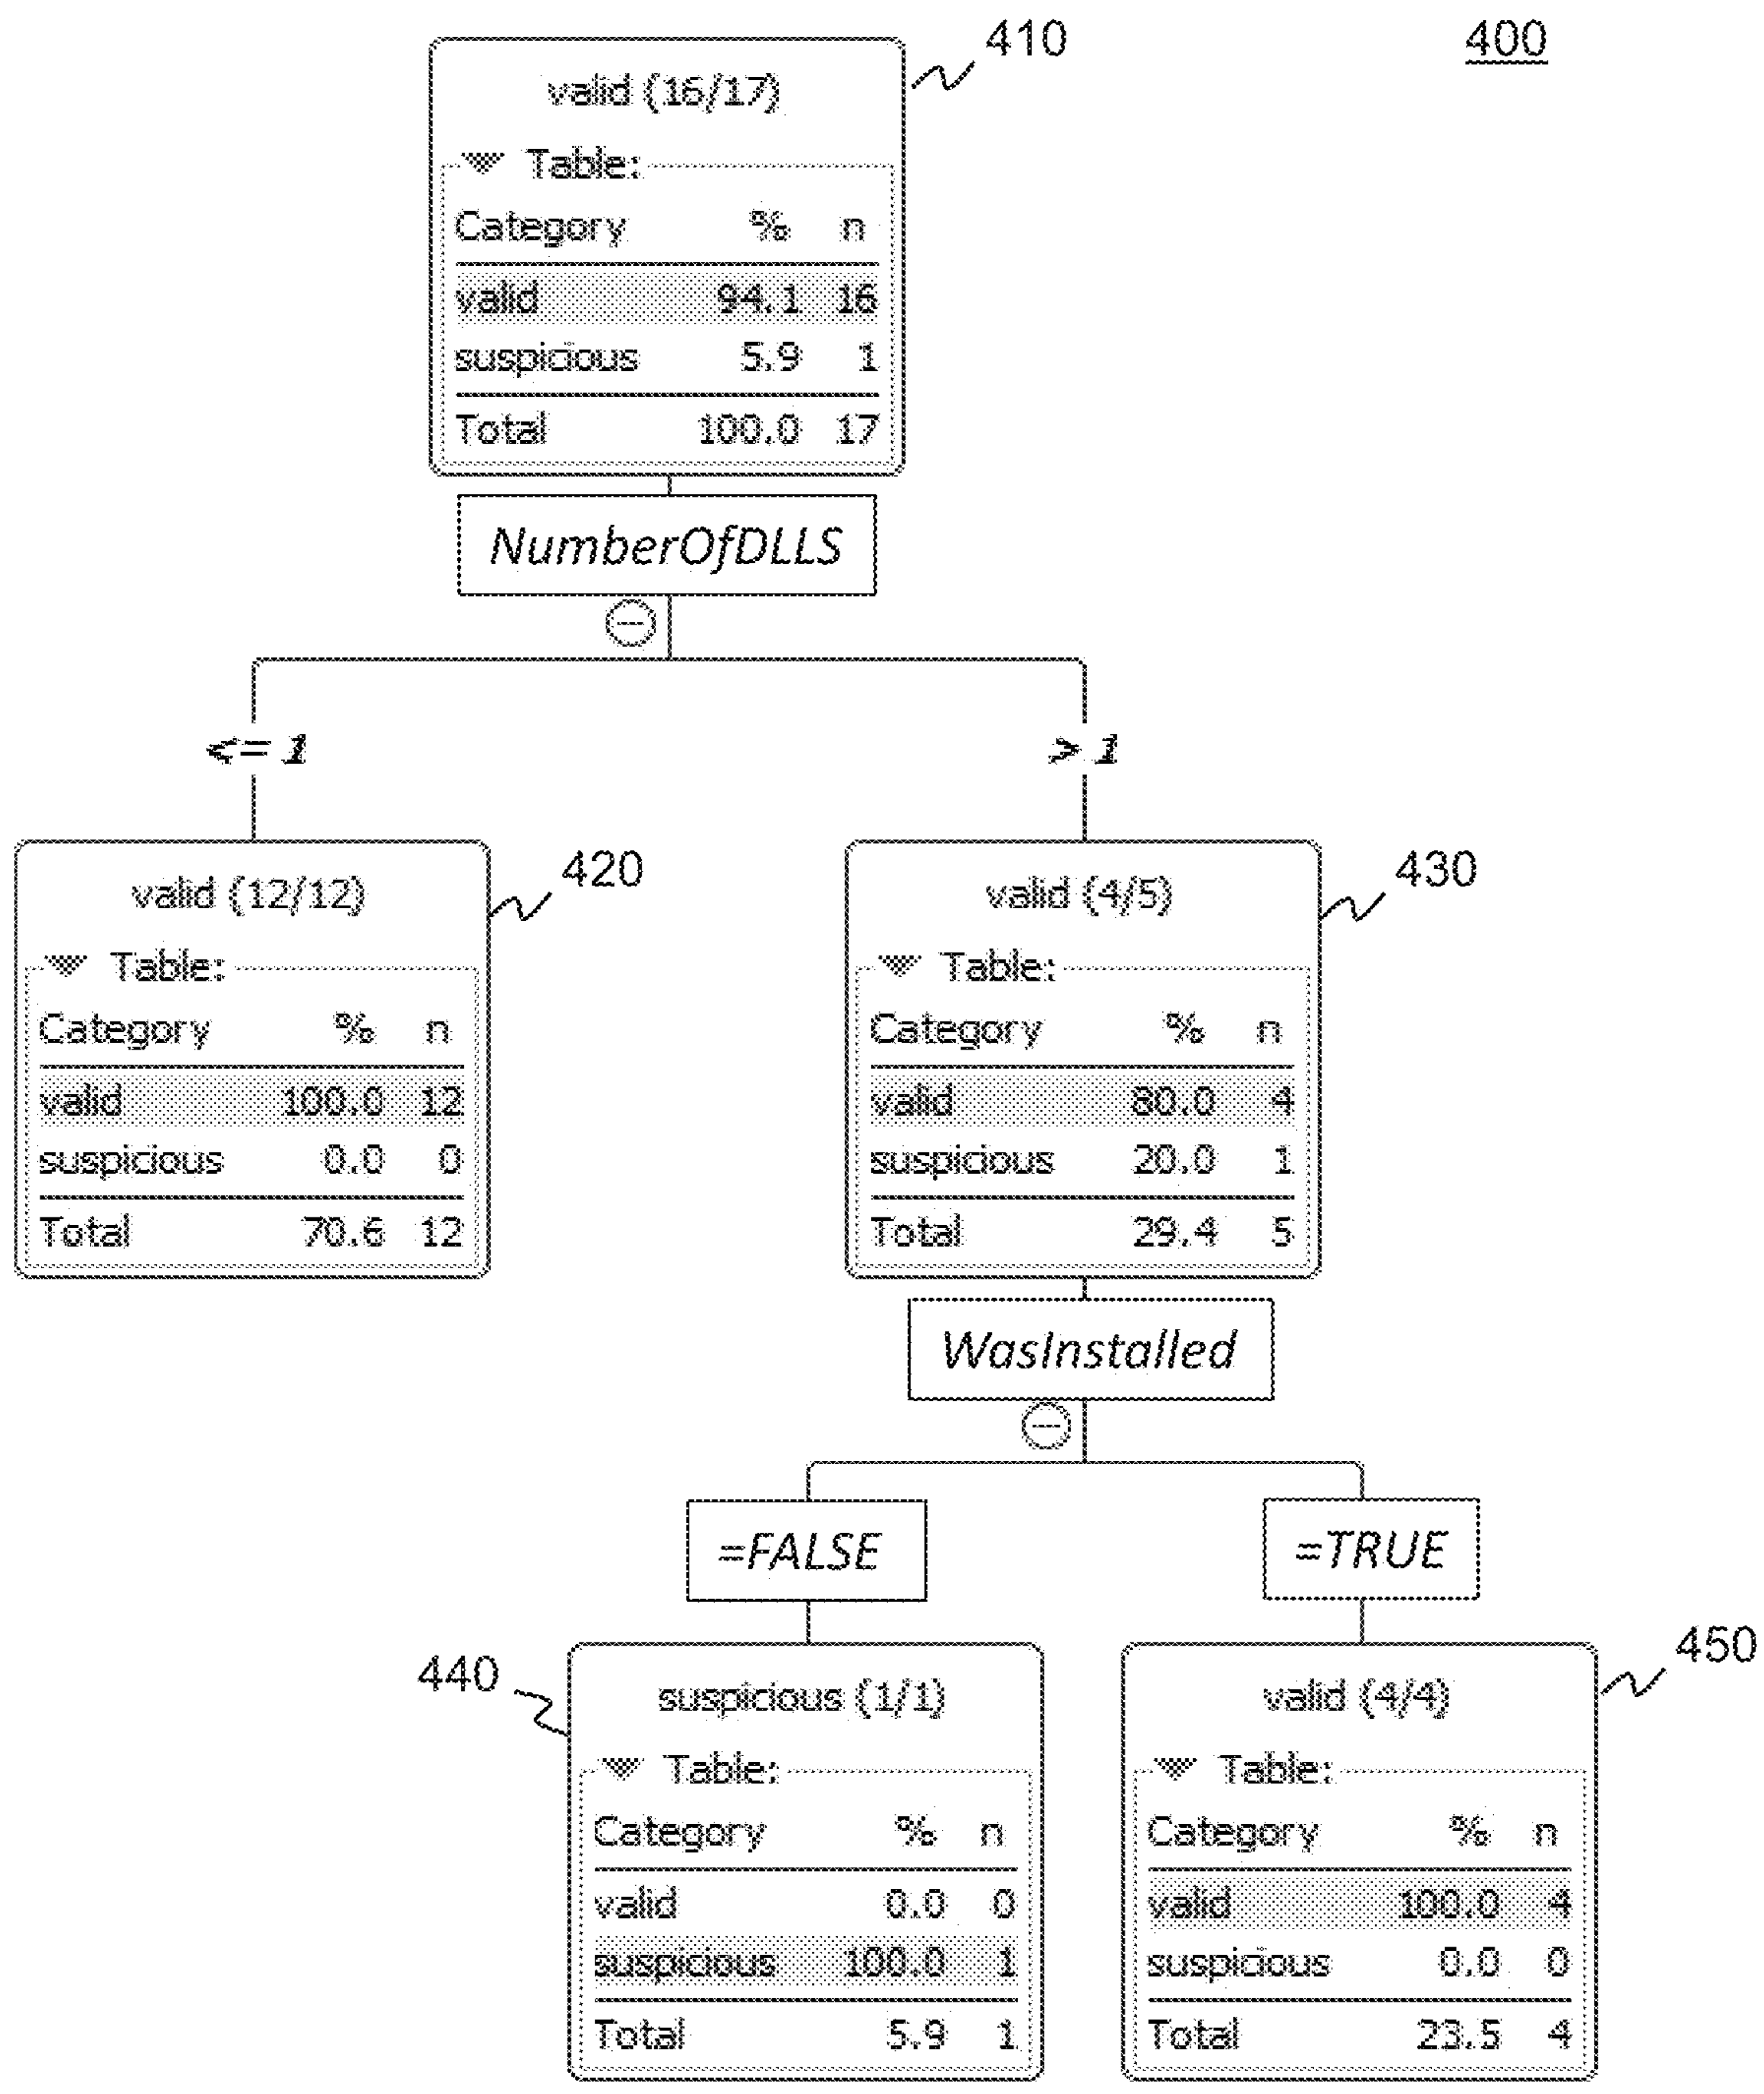 400
410
valid (16/17)
Table:
Category % n
valid 94.1 16
suspicious 5.9 1
Total 100.0 17
NumberOfDLLS
<= 1
> 1
420
valid (12/12)
Table:
Category % n
valid 100.0 12
suspicious 0.0 0
Total 70.6 12
430
valid (4/5)
Table:
Category % n
valid 80.0 4
suspicious 20.0 1
Total 29.4 5
WasInstalled
=FALSE
=TRUE
440
suspicious (1/1)
Table:
Category % n
valid 0.0 0
suspicious 100.0 1
Total 5.9 1
450
valid (4/4)
Table:
Category % n
valid 100.0 4
suspicious 0.0 0
Total 23.5 4